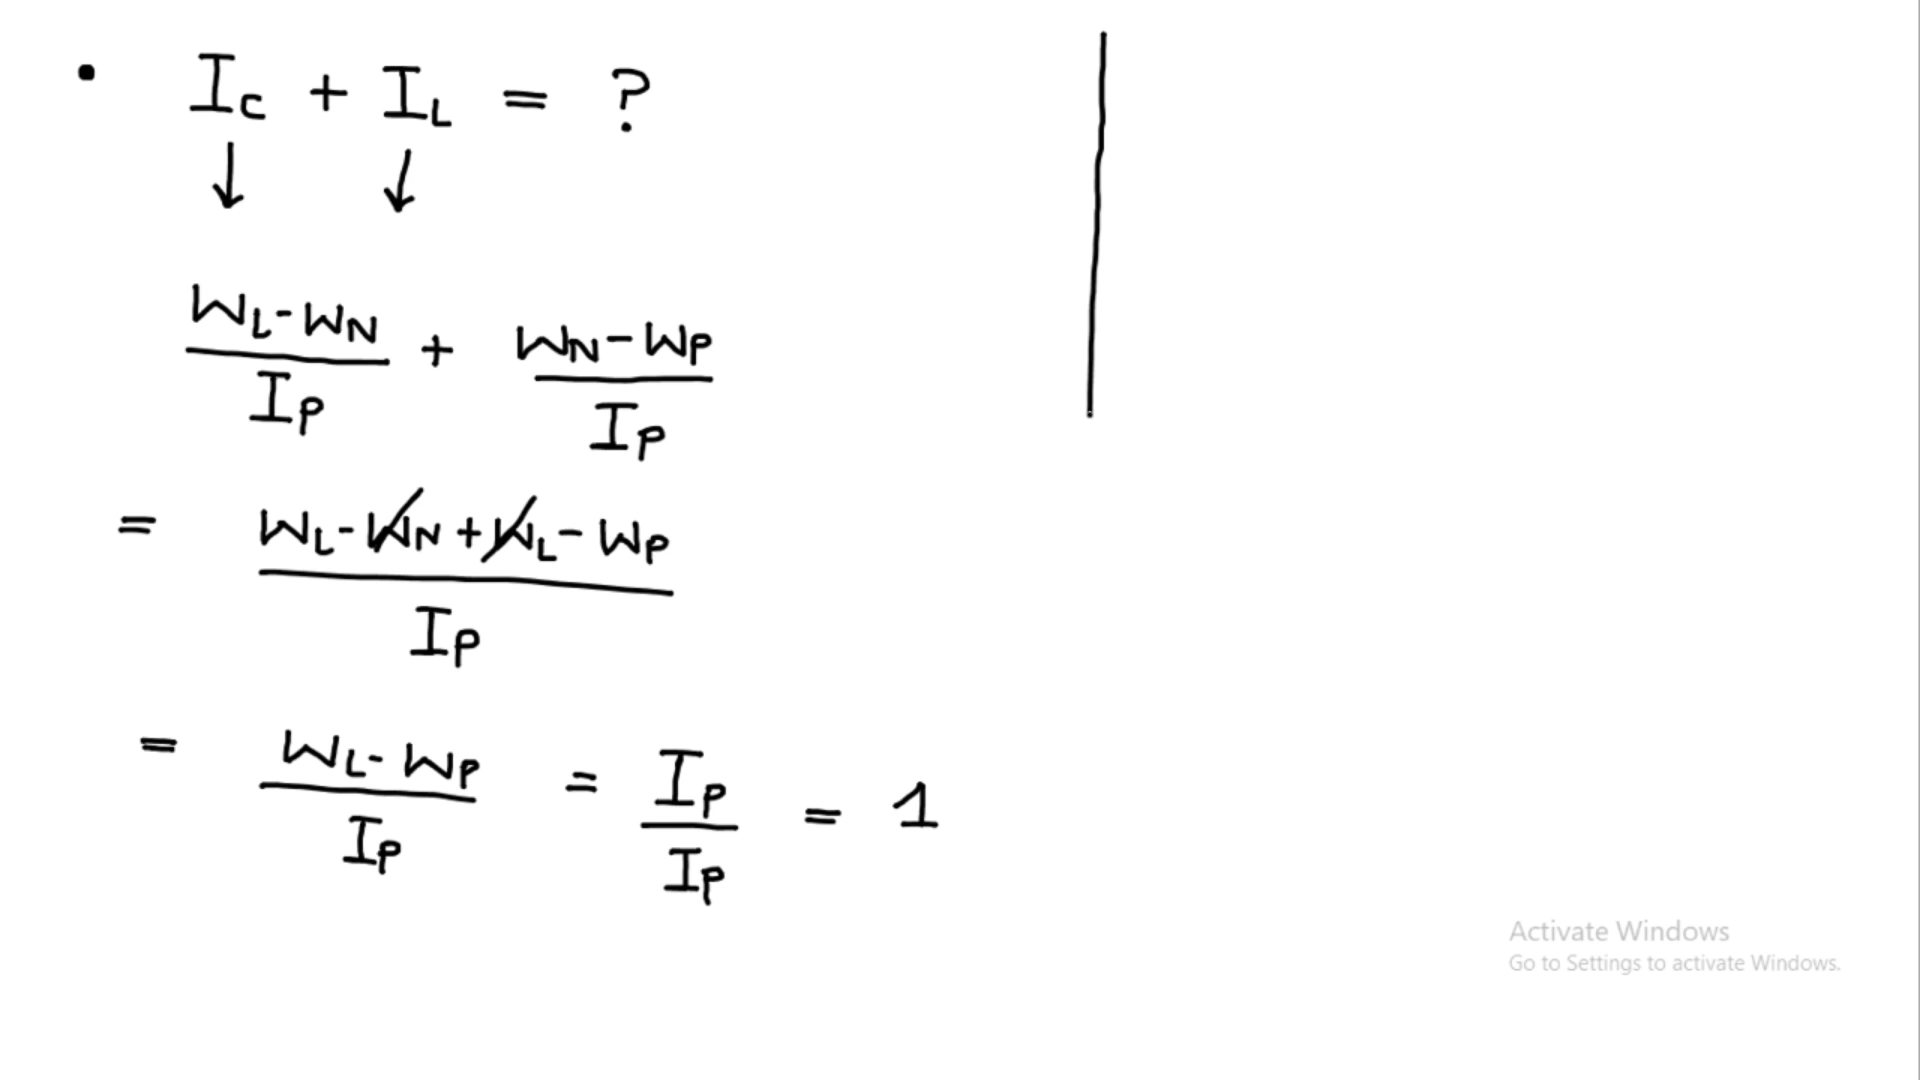 • I_C + I_L = ?
↓ ↓
(W_L - W_N)/I_P + (W_N - W_P)/I_P
= (W_L - W_N + W_L - W_P)/I_P
= (W_L - W_P)/I_P = I_P/I_P = 1
Activate Windows
Go to Settings to activate Windows.